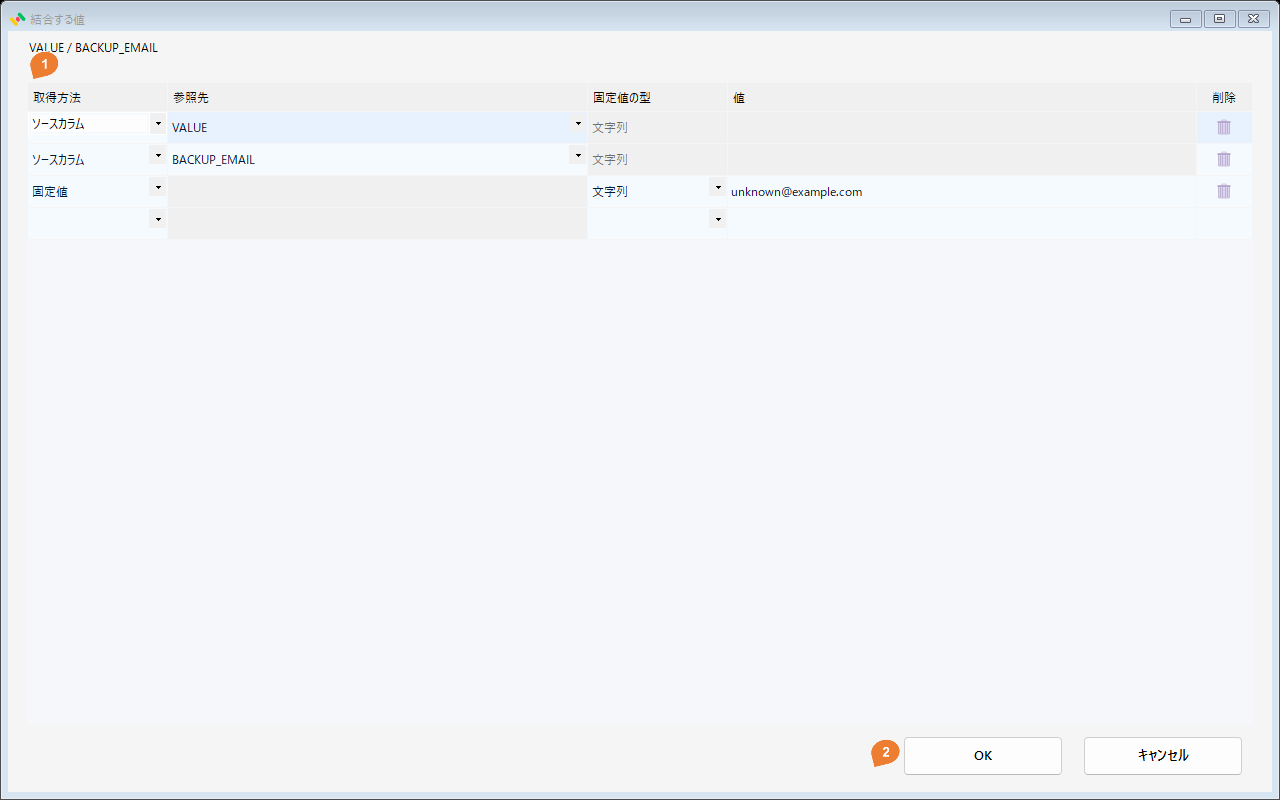 結合する値
VALUE / BACKUP_EMAIL
1
取得方法 参照先 固定値の型 値 削除
ソースカラム VALUE 文字列
ソースカラム BACKUP_EMAIL 文字列
固定値 文字列 unknown@example.com
2 OK キャンセル